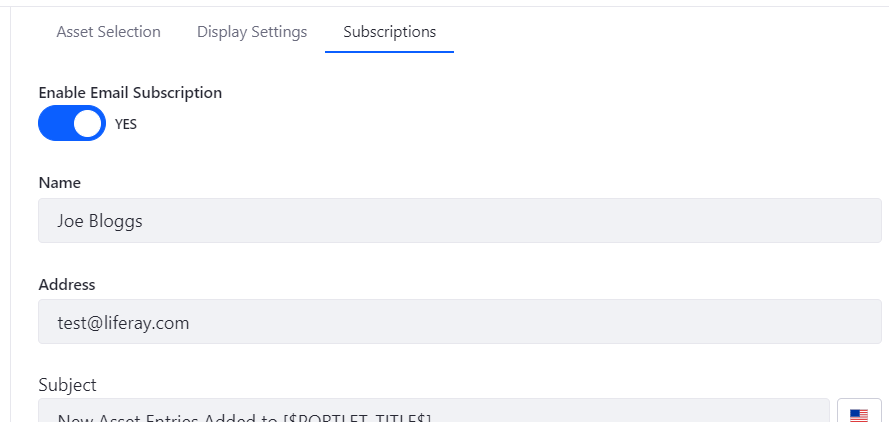 Asset Selection Display Settings Subscriptions
Enable Email Subscription
YES
Name
Joe Bloggs
Address
test@liferay.com
Subject
New Asset Entries Added to [$PORTLET_TITLE$]